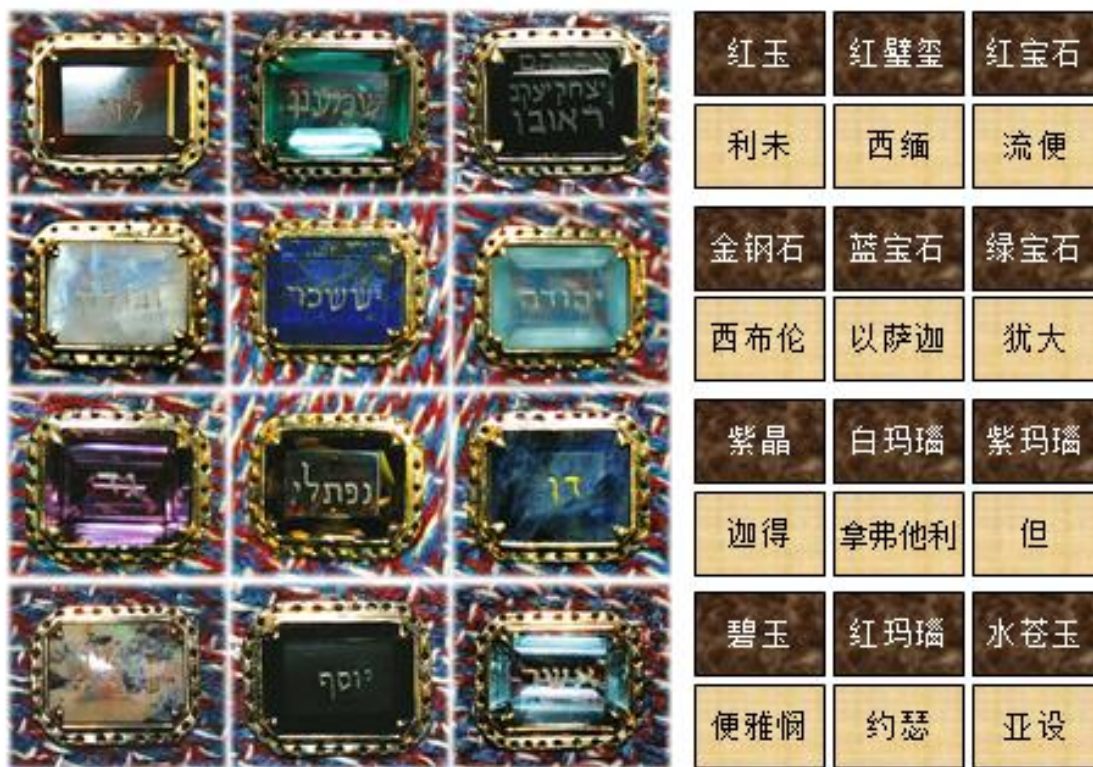 לוי שמעון אברהם
יצחק יעקב
ראובן
红玉 红璧玺 红宝石
利未 西缅 流便
יששכר יהודה
金钢石 蓝宝石 绿宝石
西布伦 以萨迦 犹大
גד נפתלי דן
紫晶 白玛瑙 紫玛瑙
迦得 拿弗他利 但
יוסף אשר
碧玉 红玛瑙 水苍玉
便雅悯 约瑟 亚设